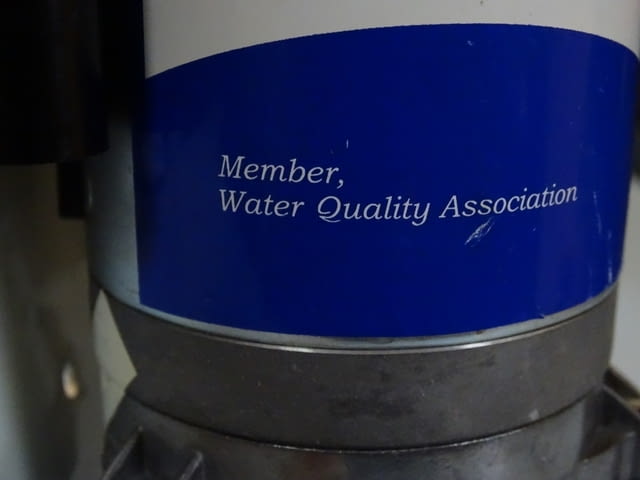 Member,
Water Quality Association